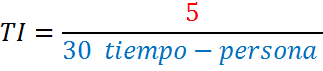 TI = 5 / 30 tiempo − persona